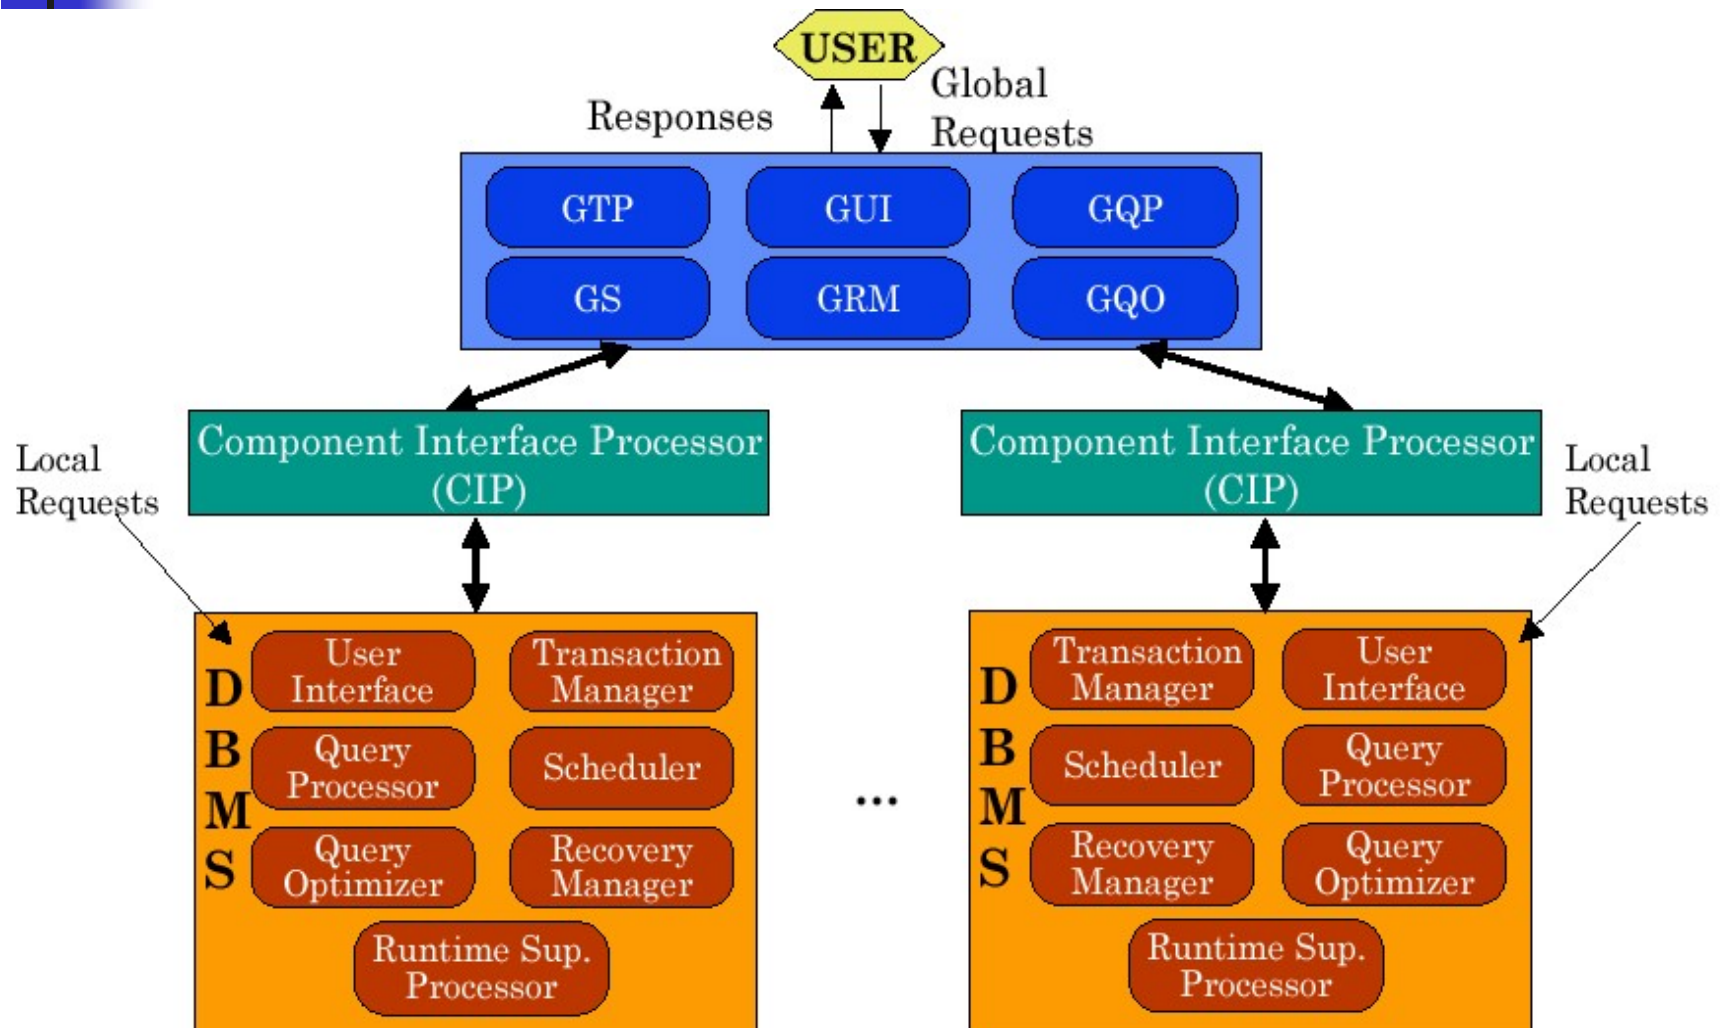 USER
Responses
Global
Requests
GTP
GUI
GQP
GS
GRM
GQO
Component Interface Processor
(CIP)
Component Interface Processor
(CIP)
Local
Requests
Local
Requests
D
B
M
S
User
Interface
Transaction
Manager
Query
Processor
Scheduler
Query
Optimizer
Recovery
Manager
Runtime Sup.
Processor
...
D
B
M
S
Transaction
Manager
User
Interface
Scheduler
Query
Processor
Recovery
Manager
Query
Optimizer
Runtime Sup.
Processor